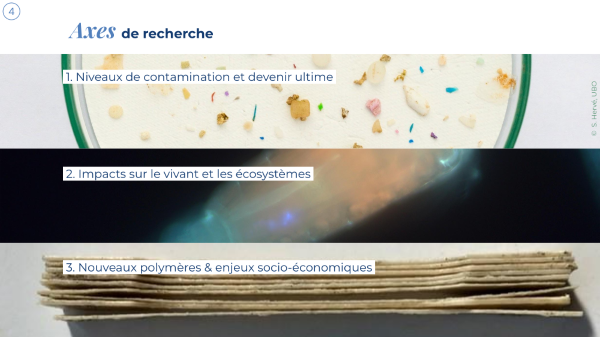 4
Axes de recherche
1. Niveaux de contamination et devenir ultime
© S. Hervé, UBO
2. Impacts sur le vivant et les écosystèmes
3. Nouveaux polymères & enjeux socio-économiques